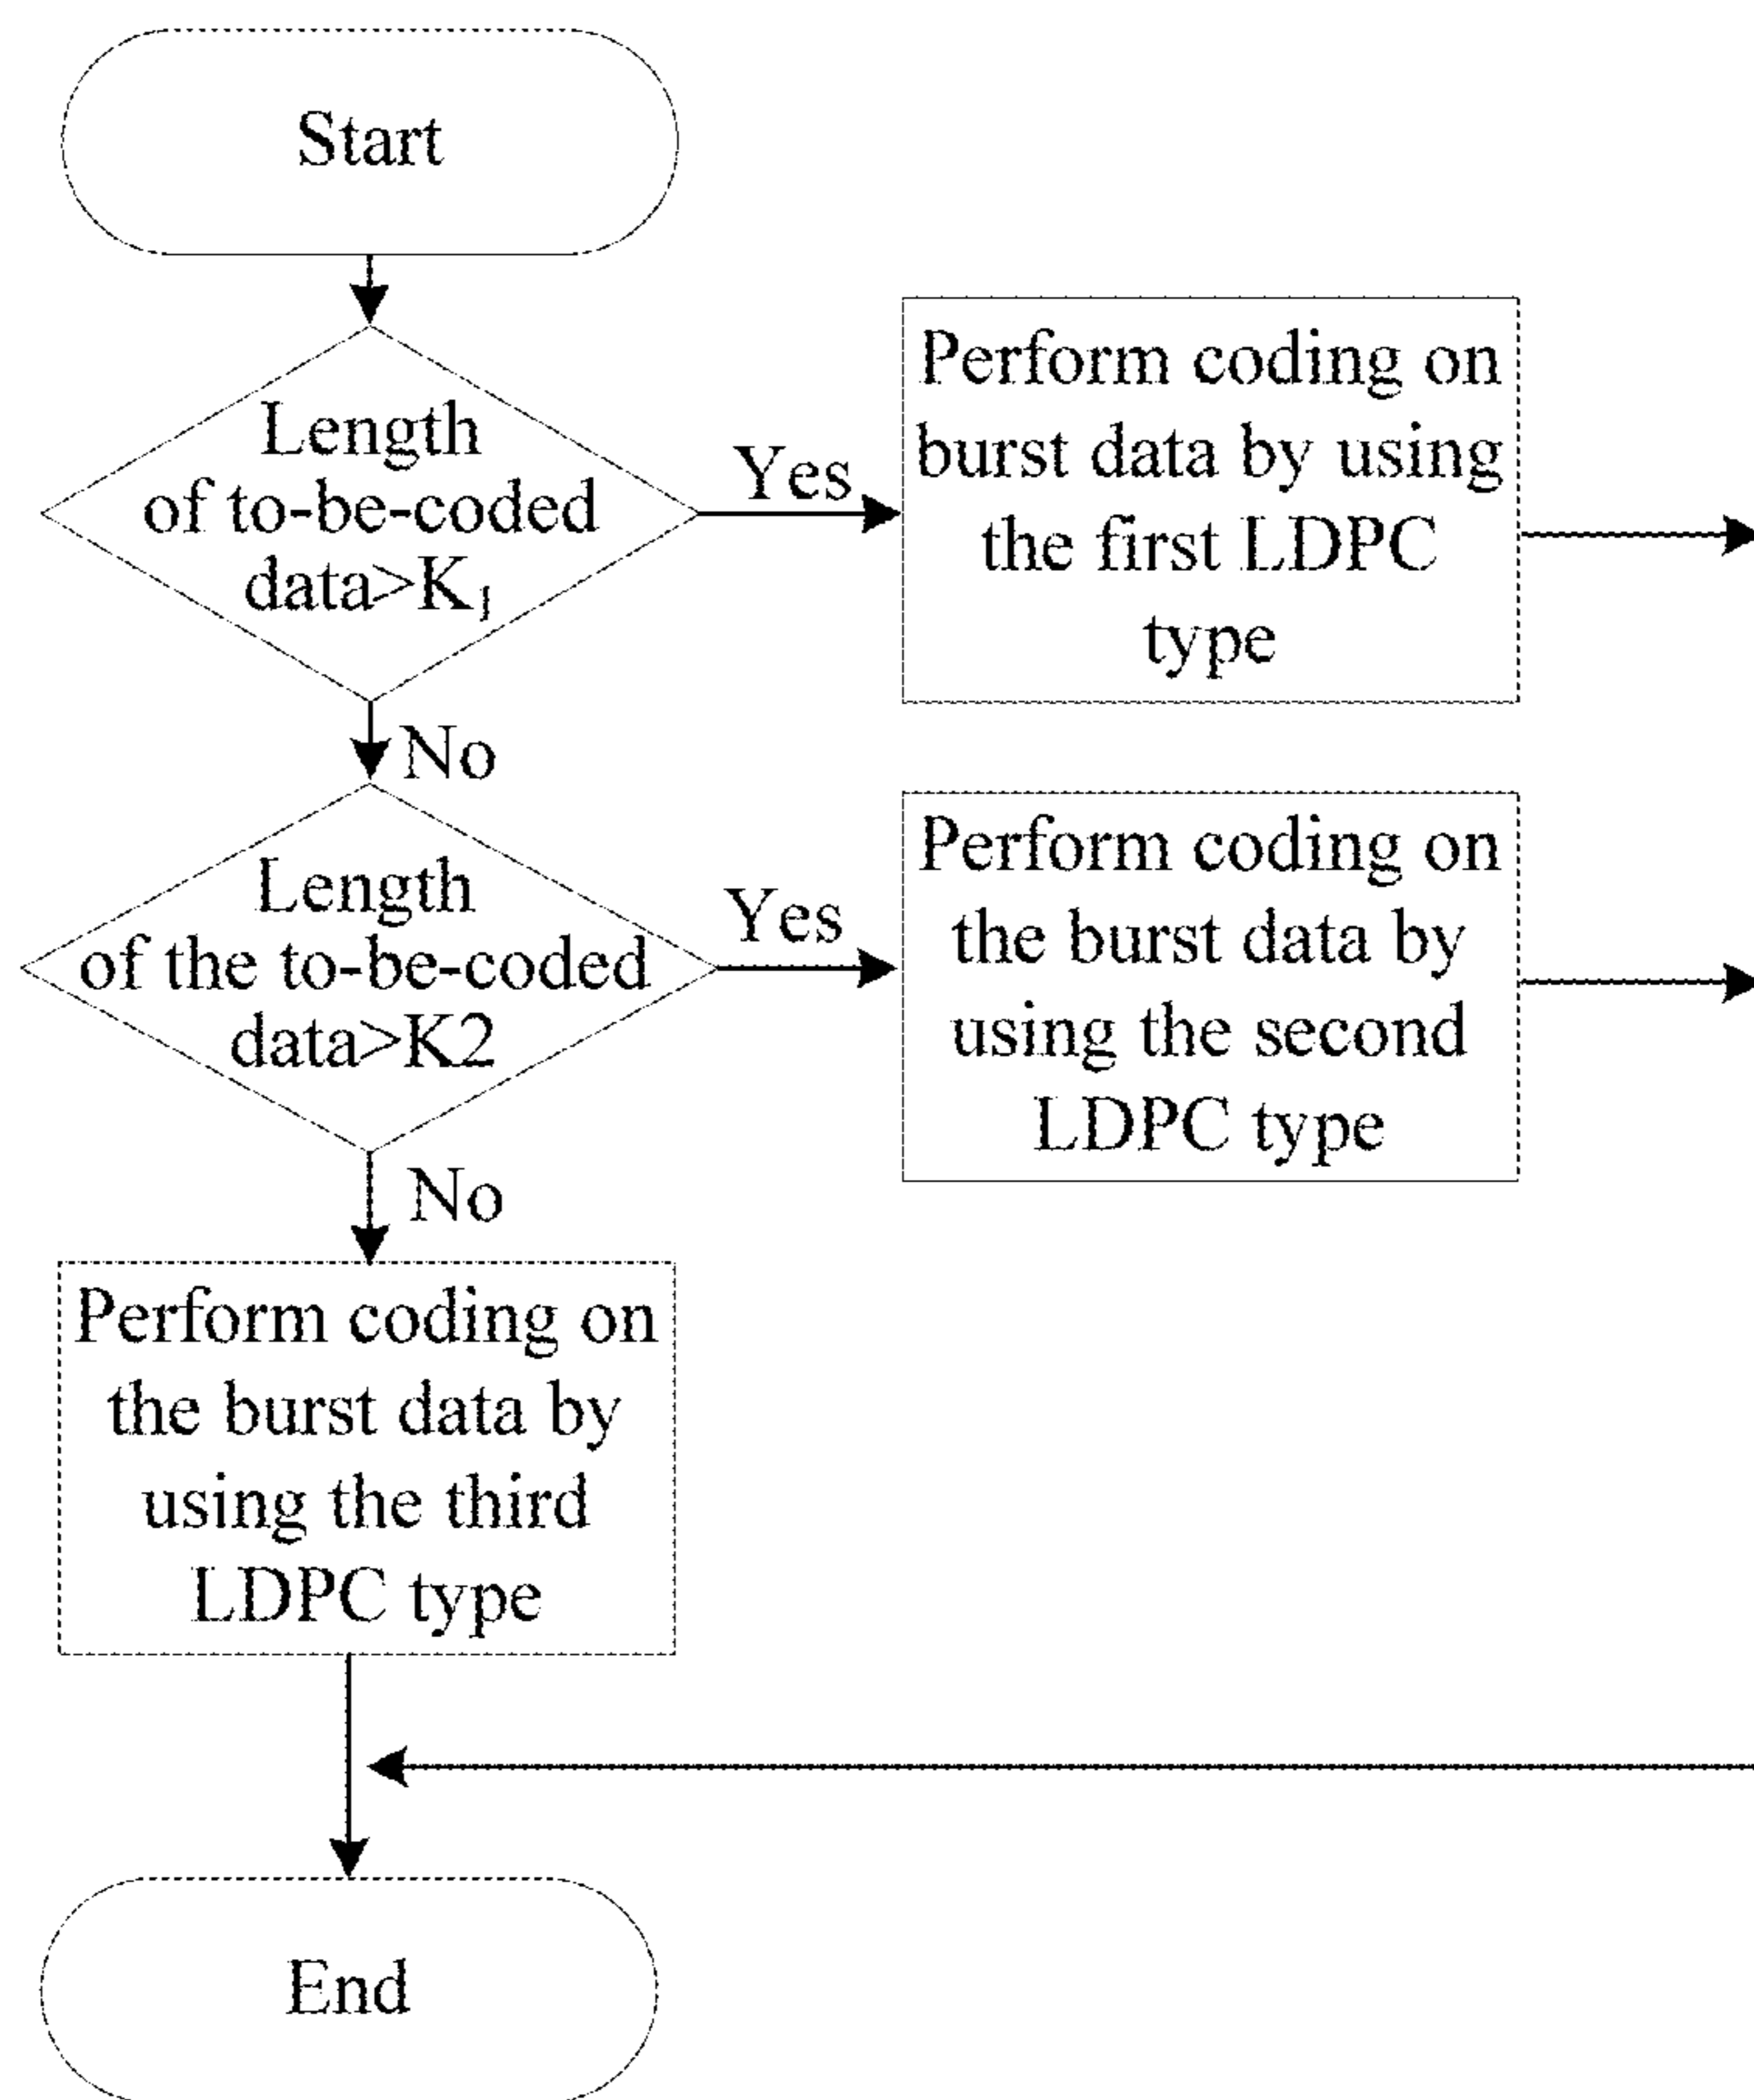 Start
Length
of to-be-coded
data>K₁
Yes
Perform coding on
burst data by using
the first LDPC
type
No
Length
of the to-be-coded
data>K2
Yes
Perform coding on
the burst data by
using the second
LDPC type
No
Perform coding on
the burst data by
using the third
LDPC type
End